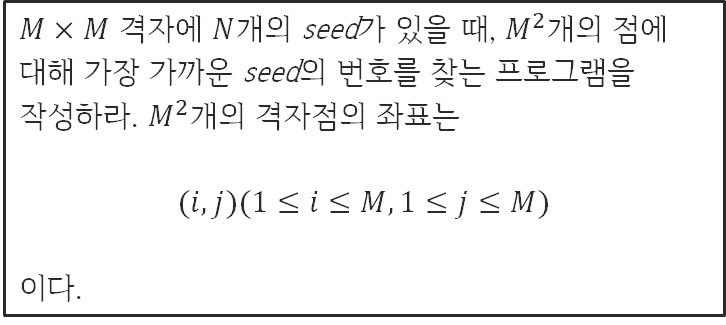 M × M 격자에 N개의 seed가 있을 때, M²개의 점에
대해 가장 가까운 seed의 번호를 찾는 프로그램을
작성하라. M²개의 격자점의 좌표는
(i, j)(1 ≤ i ≤ M, 1 ≤ j ≤ M)
이다.